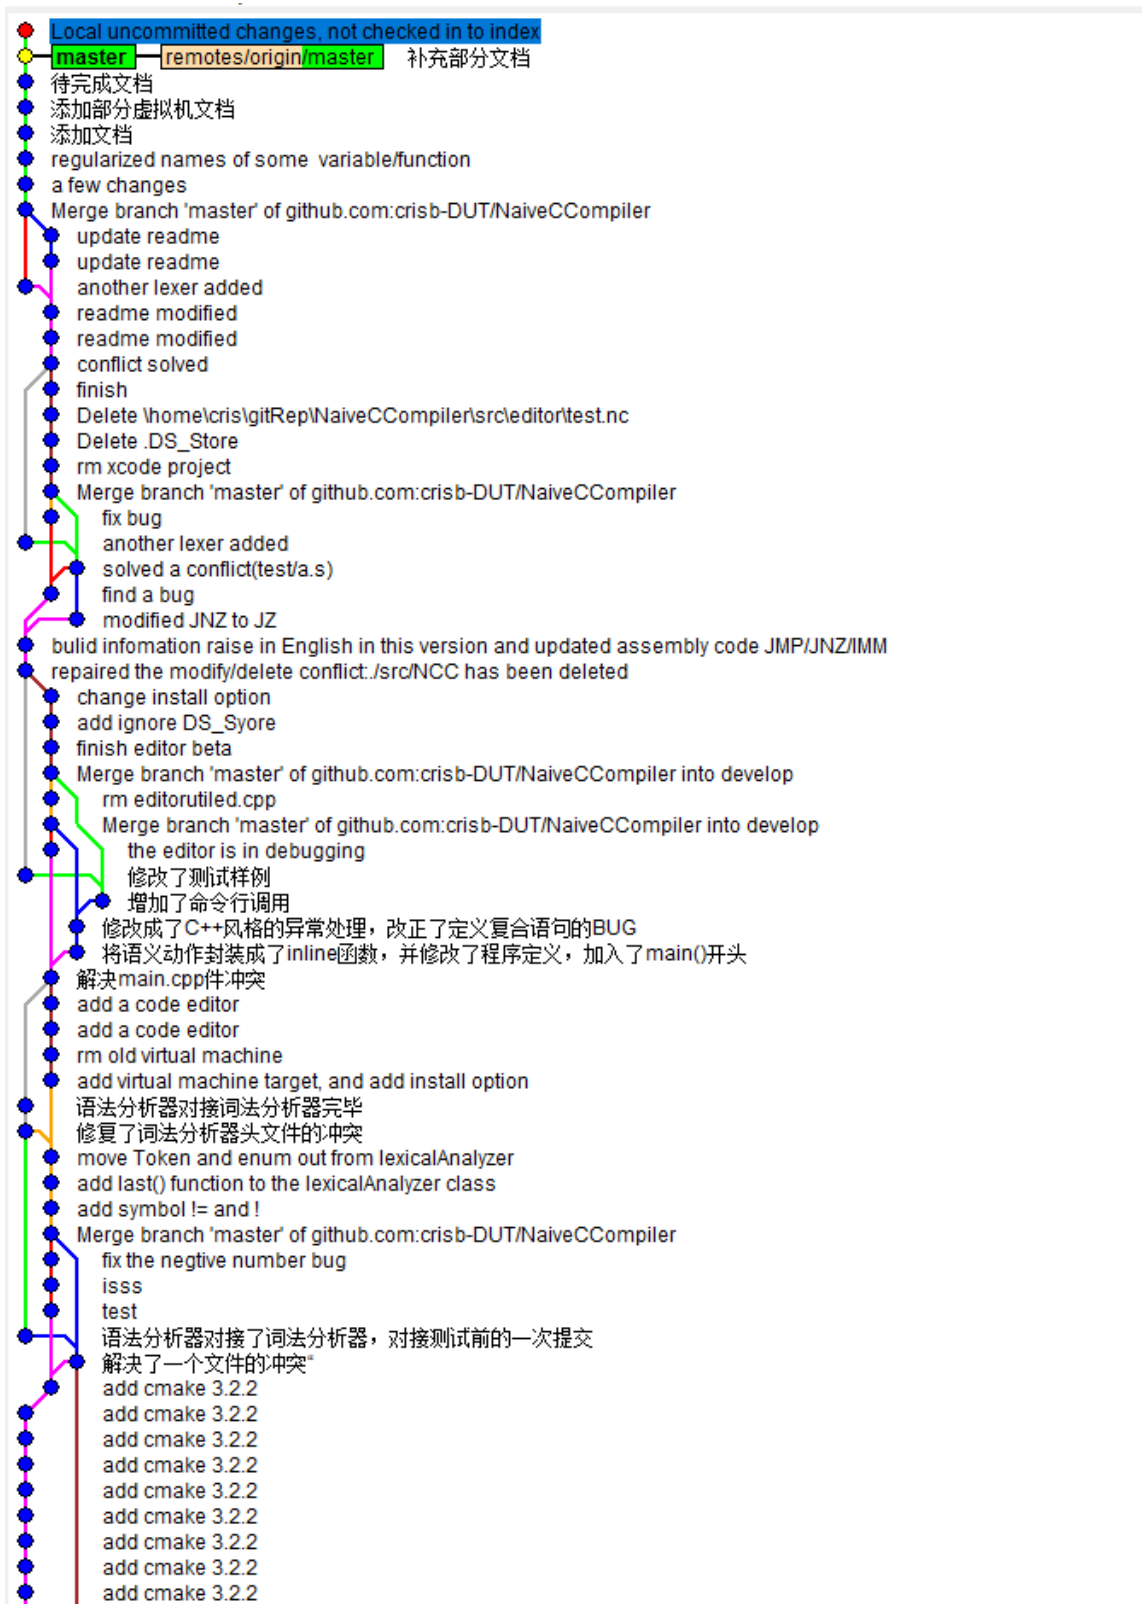 Local uncommitted changes, not checked in to index
master remotes/origin/master 补充部分文档
待完成文档
添加部分虚拟机文档
添加文档
regularized names of some variable/function
a few changes
Merge branch 'master' of github.com:crisb-DUT/NaiveCCompiler
update readme
update readme
another lexer added
readme modified
readme modified
conflict solved
finish
Delete \home\cris\gitRep\NaiveCCompiler\src\editor\test.nc
Delete .DS_Store
rm xcode project
Merge branch 'master' of github.com:crisb-DUT/NaiveCCompiler
fix bug
another lexer added
solved a conflict(test/a.s)
find a bug
modified JNZ to JZ
bulid infomation raise in English in this version and updated assembly code JMP/JNZ/IMM
repaired the modify/delete conflict:./src/NCC has been deleted
change install option
add ignore DS_Syore
finish editor beta
Merge branch 'master' of github.com:crisb-DUT/NaiveCCompiler into develop
rm editorutiled.cpp
Merge branch 'master' of github.com:crisb-DUT/NaiveCCompiler into develop
the editor is in debugging
修改了测试样例
增加了命令行调用
修改成了C++风格的异常处理，改正了定义复合语句的BUG
将语义动作封装成了inline函数，并修改了程序定义，加入了main()开头
解决main.cpp件冲突
add a code editor
add a code editor
rm old virtual machine
add virtual machine target, and add install option
语法分析器对接词法分析器完毕
修复了词法分析器头文件的冲突
move Token and enum out from lexicalAnalyzer
add last() function to the lexicalAnalyzer class
add symbol != and !
Merge branch 'master' of github.com:crisb-DUT/NaiveCCompiler
fix the negtive number bug
isss
test
语法分析器对接了词法分析器，对接测试前的一次提交
解决了一个文件的冲突“
add cmake 3.2.2
add cmake 3.2.2
add cmake 3.2.2
add cmake 3.2.2
add cmake 3.2.2
add cmake 3.2.2
add cmake 3.2.2
add cmake 3.2.2
add cmake 3.2.2